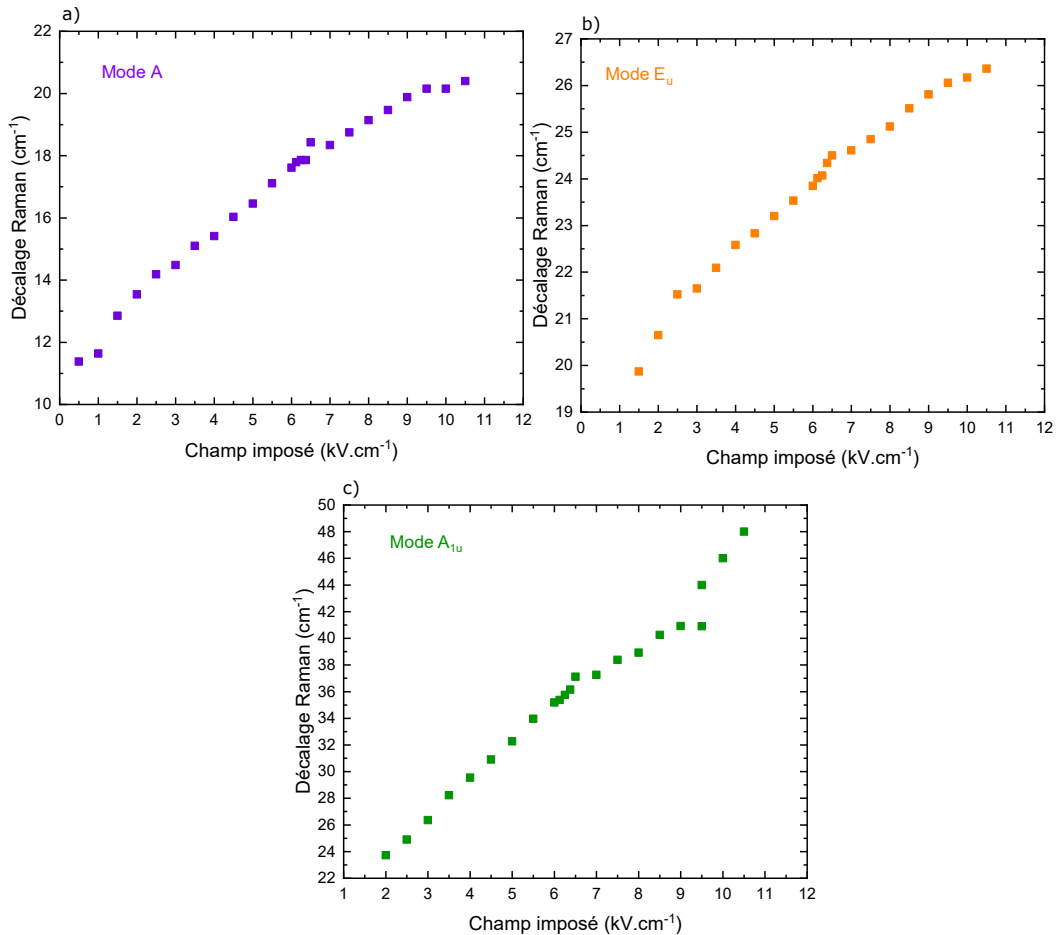 a)
Mode A
Décalage Raman (cm⁻¹)
22
20
18
16
14
12
10
0 1 2 3 4 5 6 7 8 9 10 11 12
Champ imposé (kV.cm⁻¹)
b)
Mode Eᵤ
Décalage Raman (cm⁻¹)
27
26
25
24
23
22
21
20
19
0 1 2 3 4 5 6 7 8 9 10 11 12
Champ imposé (kV.cm⁻¹)
c)
Mode A₁ᵤ
Décalage Raman (cm⁻¹)
50
48
46
44
42
40
38
36
34
32
30
28
26
24
22
1 2 3 4 5 6 7 8 9 10 11 12
Champ imposé (kV.cm⁻¹)